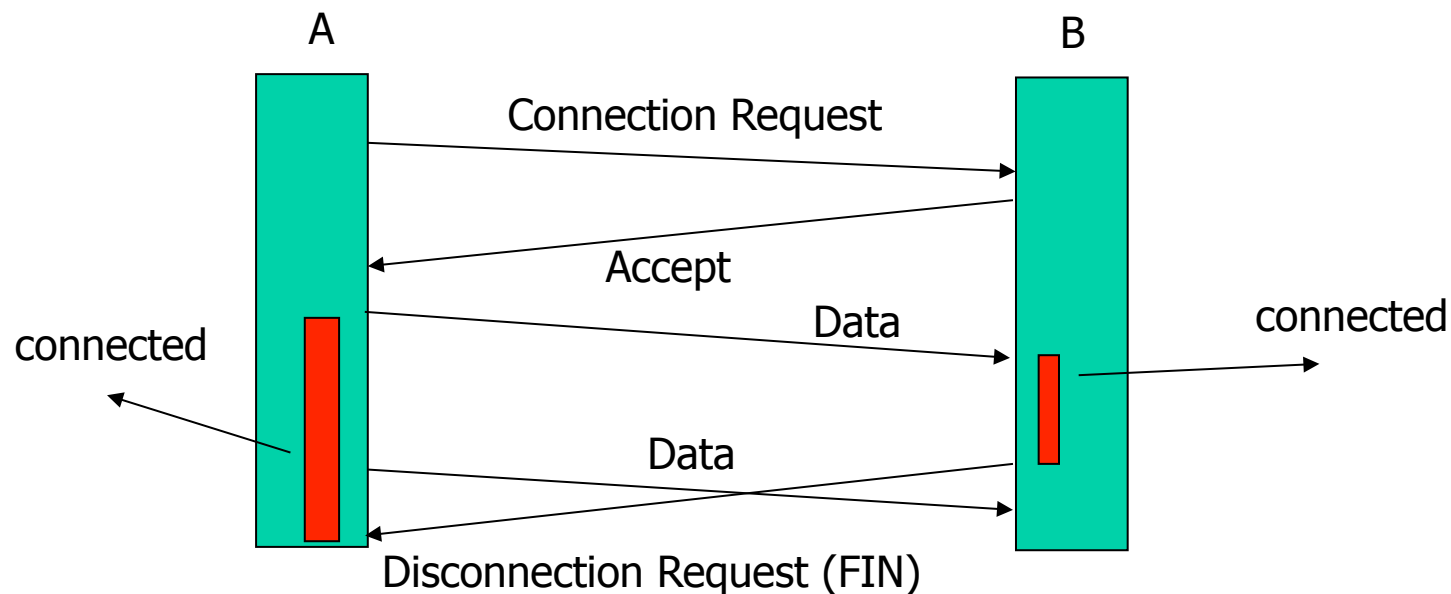 A
B
Connection Request
Accept
Data
connected
connected
Data
Disconnection Request (FIN)